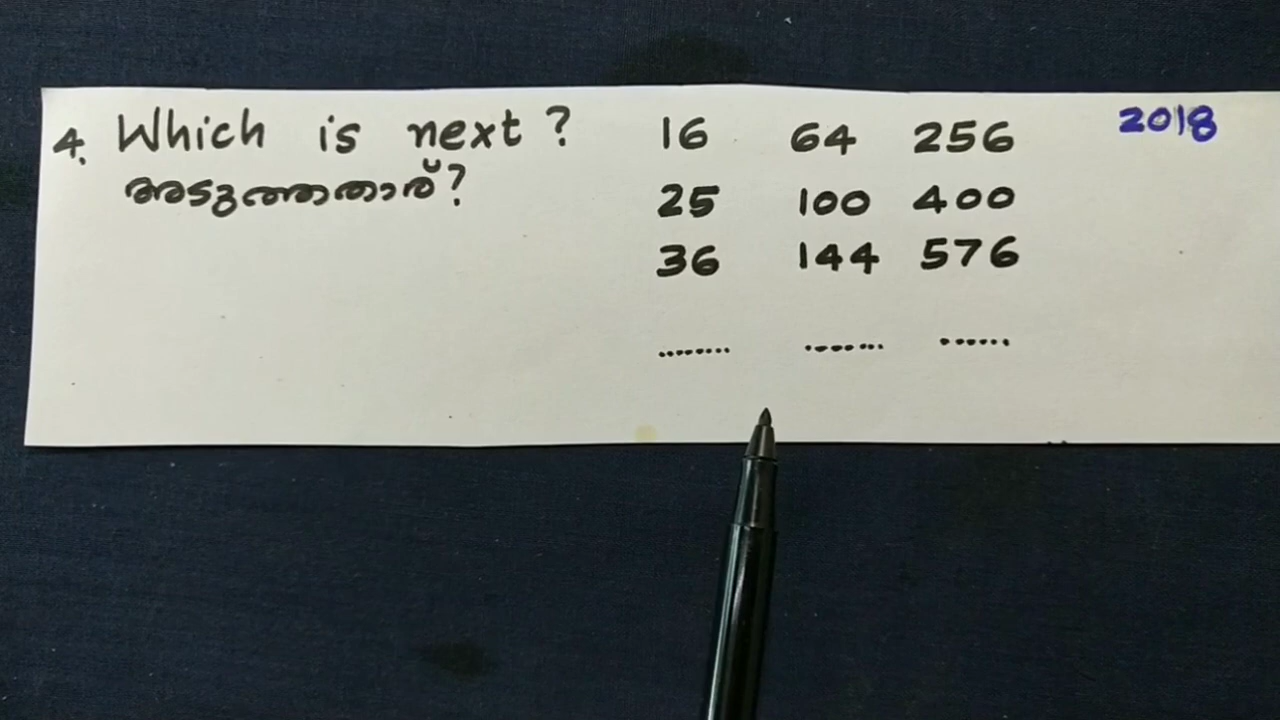 4. Which is next ? 16 64 256 2018
അടുത്തതാര്? 25 100 400
36 144 576
........ ........ .......